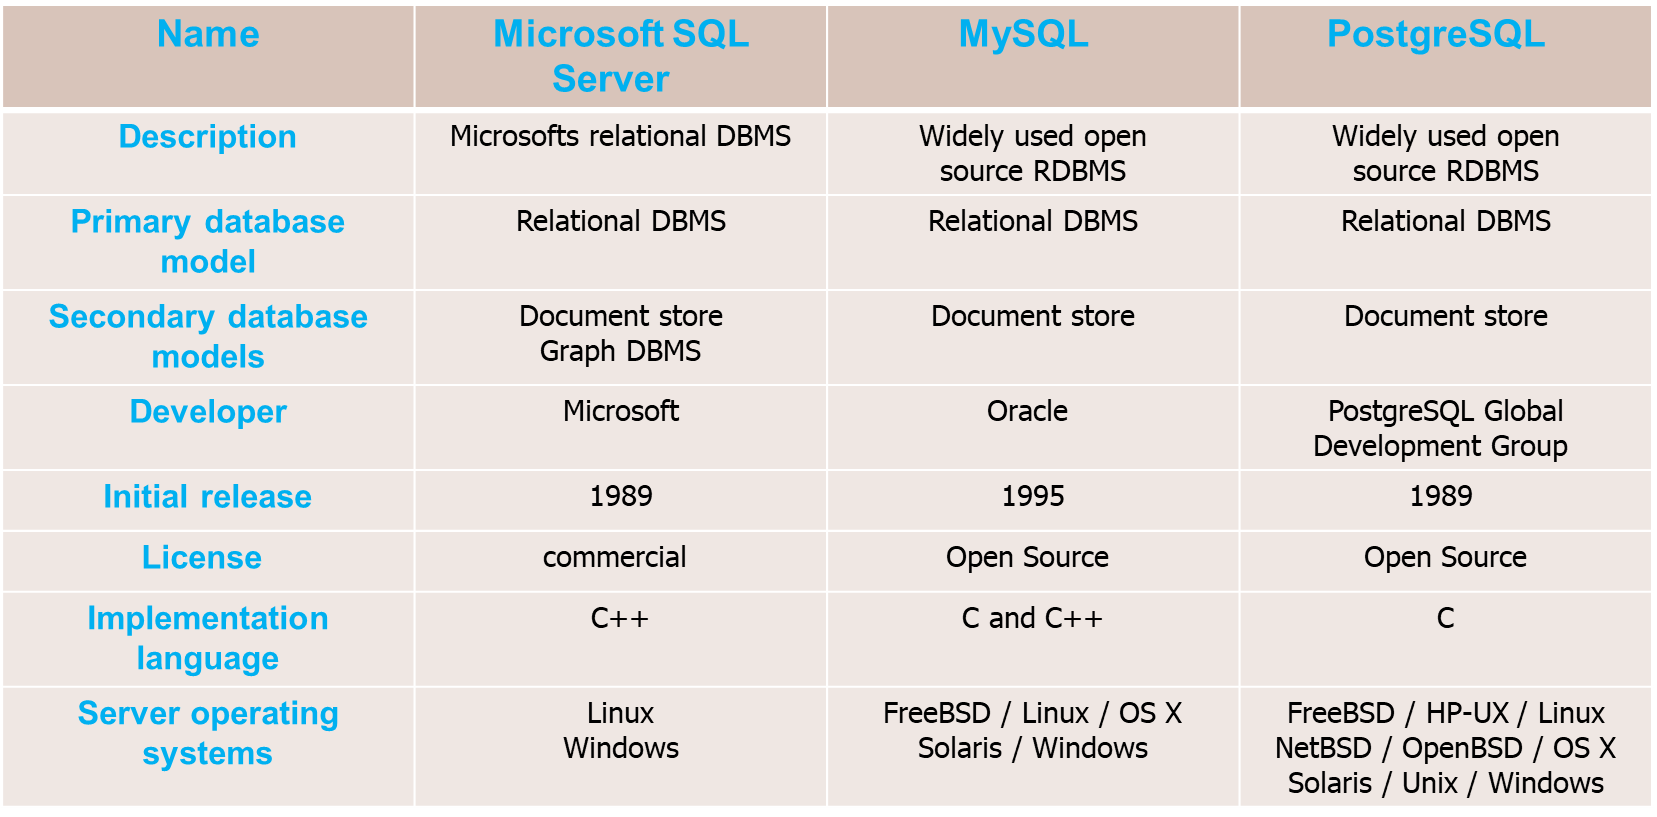 Name
Microsoft SQL
Server
MySQL
PostgreSQL
Description
Microsofts relational DBMS
Widely used open
source RDBMS
Widely used open
source RDBMS
Primary database
model
Relational DBMS
Relational DBMS
Relational DBMS
Secondary database
models
Document store
Graph DBMS
Document store
Document store
Developer
Microsoft
Oracle
PostgreSQL Global
Development Group
Initial release
1989
1995
1989
License
commercial
Open Source
Open Source
Implementation
language
C++
C and C++
C
Server operating
systems
Linux
Windows
FreeBSD / Linux / OS X
Solaris / Windows
FreeBSD / HP-UX / Linux
NetBSD / OpenBSD / OS X
Solaris / Unix / Windows